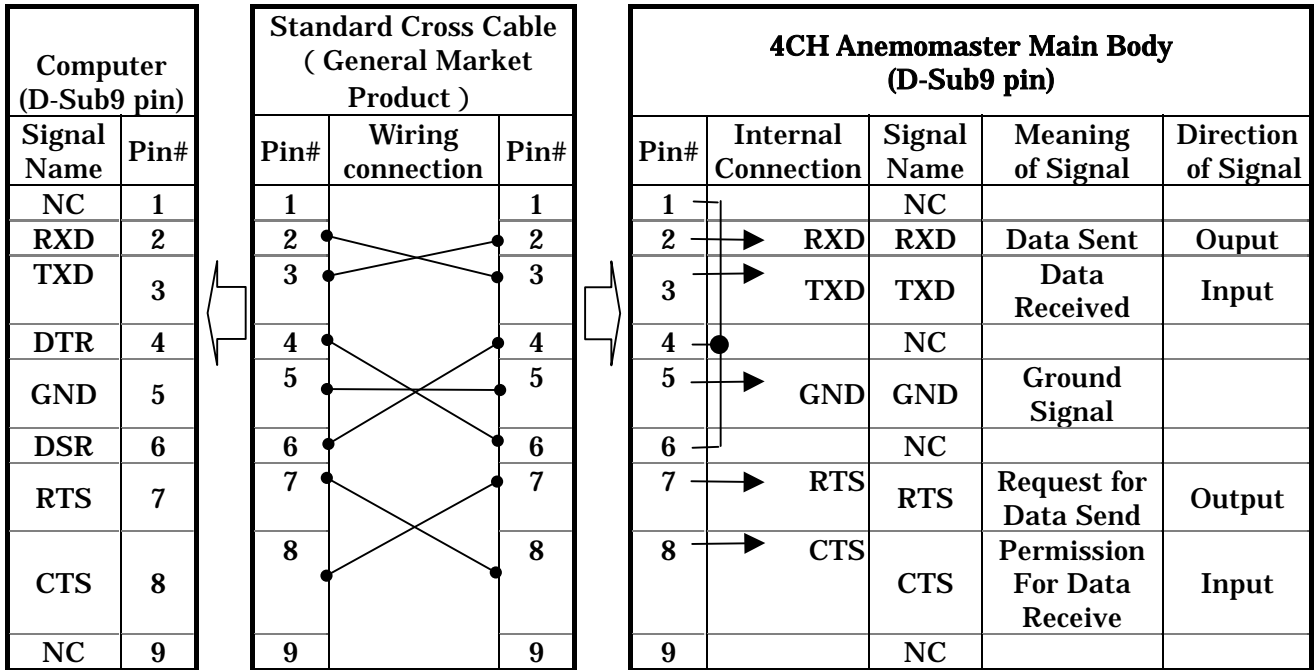 Computer
(D-Sub9 pin)
Signal Name Pin#
NC 1
RXD 2
TXD 3
DTR 4
GND 5
DSR 6
RTS 7
CTS 8
NC 9
Standard Cross Cable
( General Market
Product )
Pin# Wiring connection Pin#
1 1
2 2
3 3
4 4
5 5
6 6
7 7
8 8
9 9
4CH Anemomaster Main Body
(D-Sub9 pin)
Pin# Internal Connection Signal Name Meaning of Signal Direction of Signal
1 NC
2 RXD RXD Data Sent Ouput
3 TXD TXD Data Received Input
4 NC
5 GND GND Ground Signal
6 NC
7 RTS RTS Request for Data Send Output
8 CTS CTS Permission For Data Receive Input
9 NC